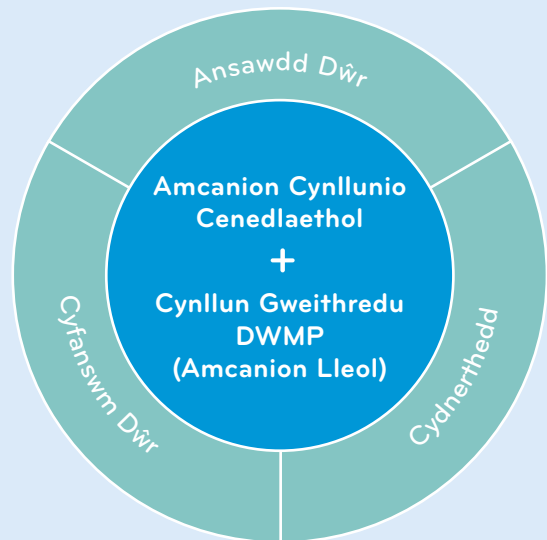 Ansawdd Dŵr
Amcanion Cynllunio
Cenedlaethol
+
Cynllun Gweithredu
DWMP
(Amcanion Lleol)
Cyfanswm Dŵr
Cydnerthedd